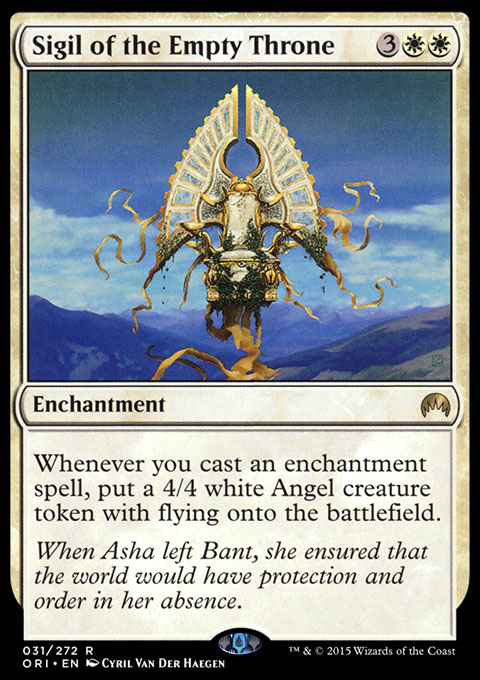 Sigil of the Empty Throne 3
Enchantment
Whenever you cast an enchantment
spell, put a 4/4 white Angel creature
token with flying onto the battlefield.
When Asha left Bant, she ensured that
the world would have protection and
order in her absence.
031/272 R
ORI • EN Cyril Van Der Haegen
™ & © 2015 Wizards of the Coast